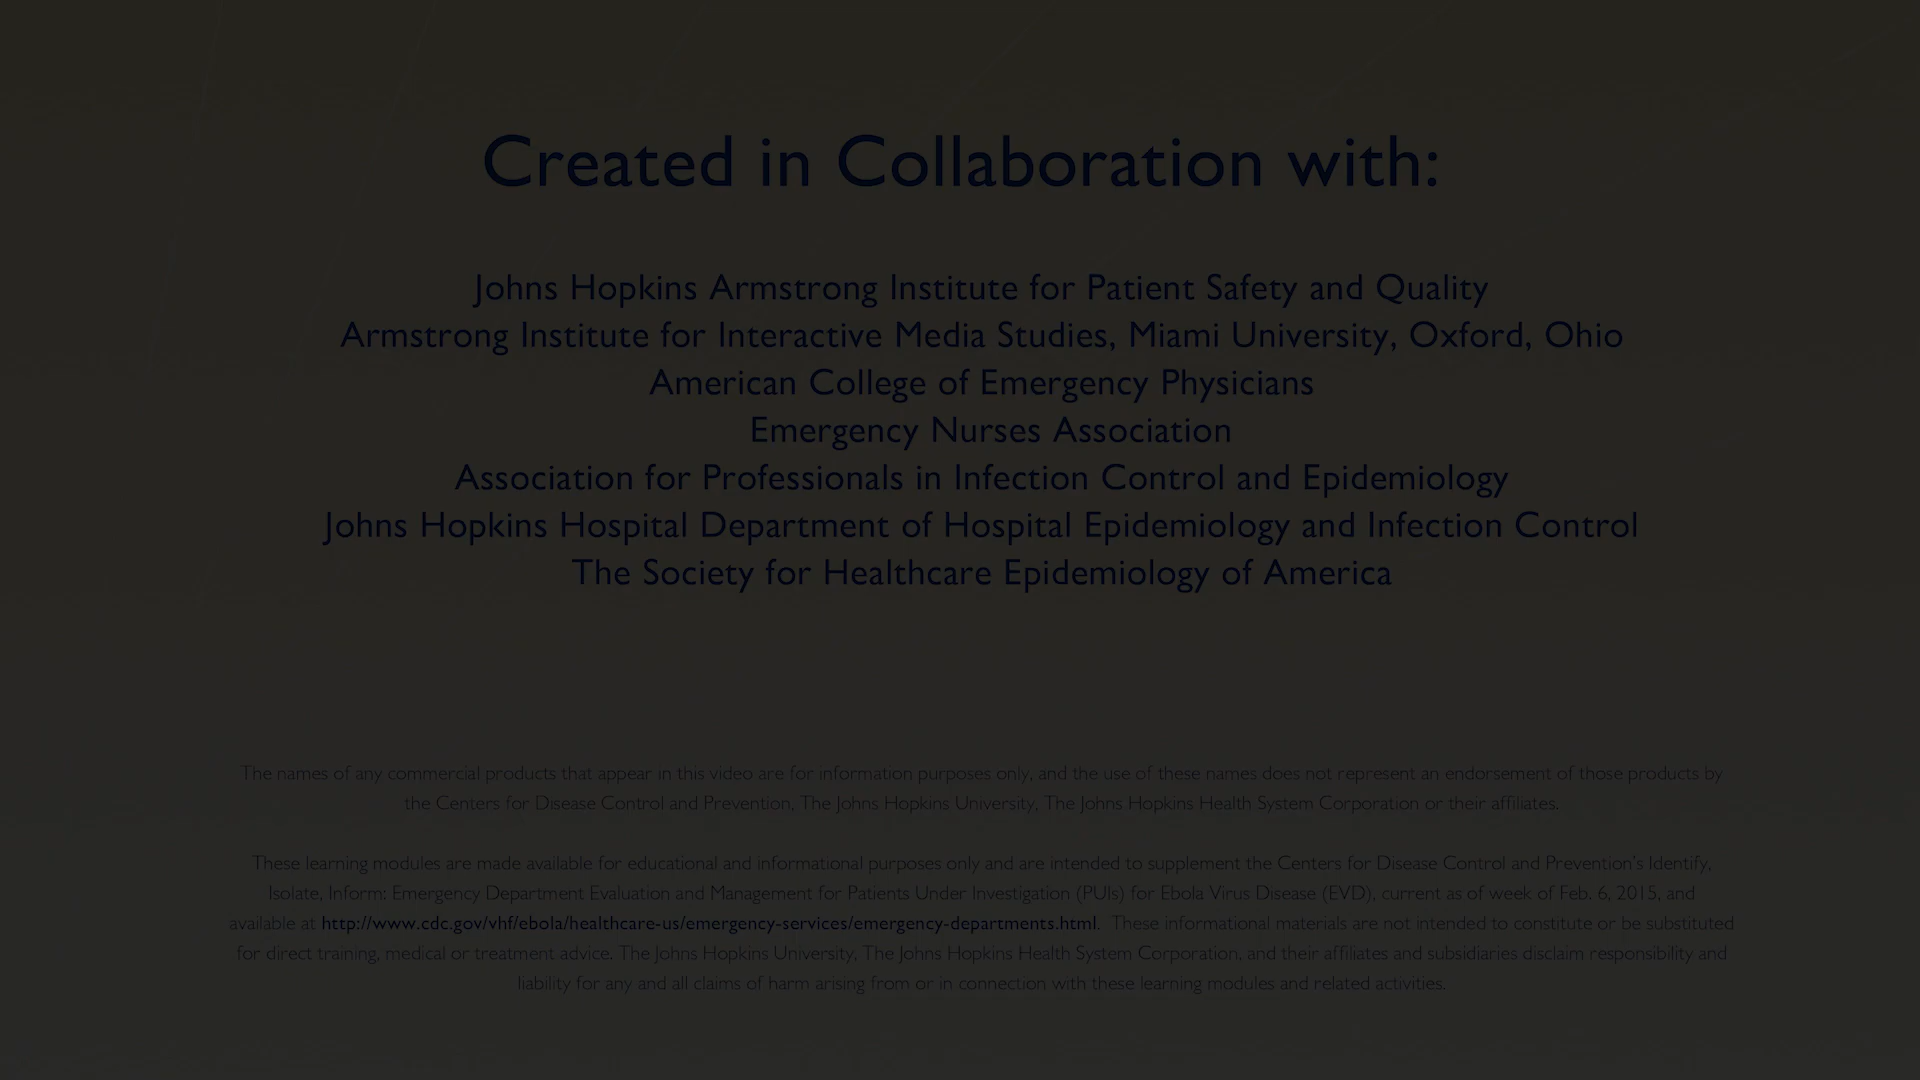 Created in Collaboration with:
Johns Hopkins Armstrong Institute for Patient Safety and Quality
Armstrong Institute for Interactive Media Studies, Miami University, Oxford, Ohio
American College of Emergency Physicians
Emergency Nurses Association
Association for Professionals in Infection Control and Epidemiology
Johns Hopkins Hospital Department of Hospital Epidemiology and Infection Control
The Society for Healthcare Epidemiology of America
The names of any commercial products that appear in this video are for information purposes only, and the use of these names does not represent an endorsement of those products by
the Centers for Disease Control and Prevention, The Johns Hopkins University, The Johns Hopkins Health System Corporation or their affiliates.
These learning modules are made available for educational and informational purposes only and are intended to supplement the Centers for Disease Control and Prevention's Identify,
Isolate, Inform: Emergency Department Evaluation and Management for Patients Under Investigation (PUIs) for Ebola Virus Disease (EVD), current as of week of Feb. 6, 2015, and
available at http://www.cdc.gov/vhf/ebola/healthcare-us/emergency-services/emergency-departments.html. These informational materials are not intended to constitute or be substituted
for direct training, medical or treatment advice. The Johns Hopkins University, The Johns Hopkins Health System Corporation, and their affiliates and subsidiaries disclaim responsibility and
liability for any and all claims of harm arising from or in connection with these learning modules and related activities.